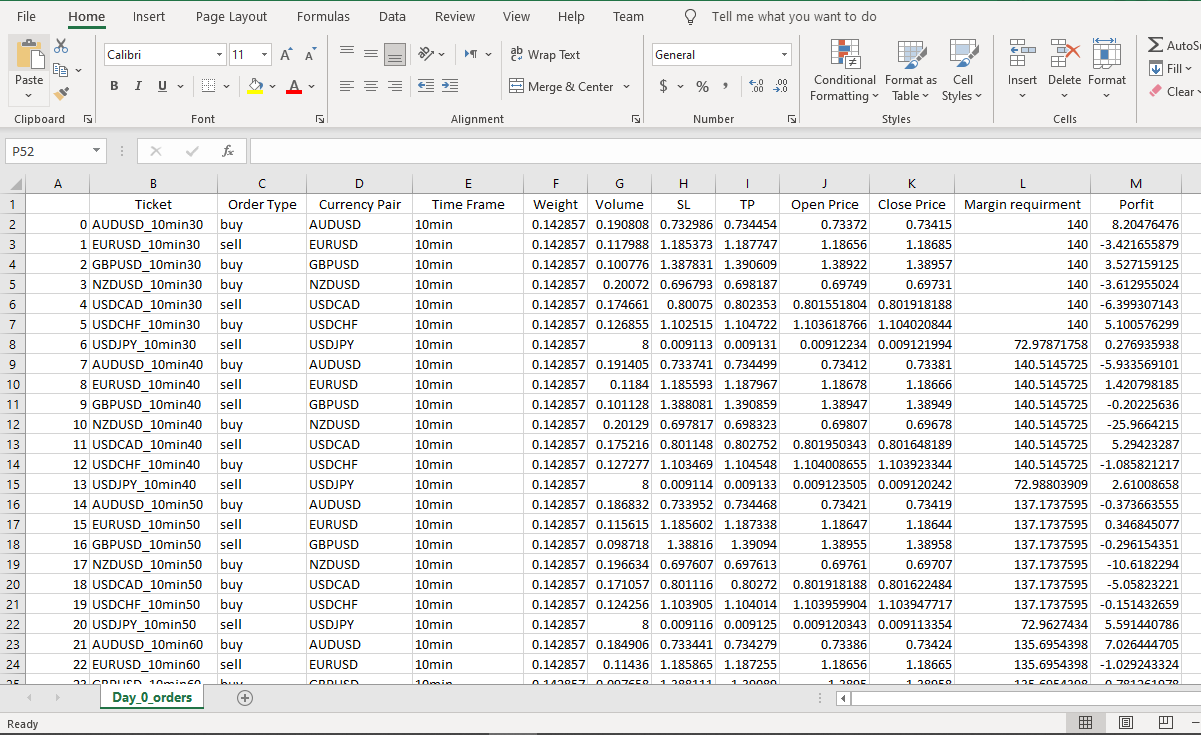 File Home Insert Page Layout Formulas Data Review View Help Team Tell me what you want to do
Calibri 11 A A ab Wrap Text General AutoS
Paste B I U A Merge & Center $ % , Conditional Formatting Format as Table Cell Styles Insert Delete Format Fill Clear
Clipboard Font Alignment Number Styles Cells
P52 fx
A B C D E F G H I J K L M
1 Ticket Order Type Currency Pair Time Frame Weight Volume SL TP Open Price Close Price Margin requirment Porfit
2 0 AUDUSD_10min30 buy AUDUSD 10min 0.142857 0.190808 0.732986 0.734454 0.73372 0.73415 140 8.20476476
3 1 EURUSD_10min30 sell EURUSD 10min 0.142857 0.117988 1.185373 1.187747 1.18656 1.18685 140 -3.421655879
4 2 GBPUSD_10min30 buy GBPUSD 10min 0.142857 0.100776 1.387831 1.390609 1.38922 1.38957 140 3.527159125
5 3 NZDUSD_10min30 buy NZDUSD 10min 0.142857 0.20072 0.696793 0.698187 0.69749 0.69731 140 -3.612955024
6 4 USDCAD_10min30 sell USDCAD 10min 0.142857 0.174661 0.80075 0.802353 0.801551804 0.801918188 140 -6.399307143
7 5 USDCHF_10min30 buy USDCHF 10min 0.142857 0.126855 1.102515 1.104722 1.103618766 1.104020844 140 5.100576299
8 6 USDJPY_10min30 sell USDJPY 10min 0.142857 8 0.009113 0.009131 0.00912234 0.009121994 72.97871758 0.276935938
9 7 AUDUSD_10min40 buy AUDUSD 10min 0.142857 0.191405 0.733741 0.734499 0.73412 0.73381 140.5145725 -5.933569101
10 8 EURUSD_10min40 sell EURUSD 10min 0.142857 0.1184 1.185593 1.187967 1.18678 1.18666 140.5145725 1.420798185
11 9 GBPUSD_10min40 sell GBPUSD 10min 0.142857 0.101128 1.388081 1.390859 1.38947 1.38949 140.5145725 -0.20225636
12 10 NZDUSD_10min40 buy NZDUSD 10min 0.142857 0.20129 0.697817 0.698323 0.69807 0.69678 140.5145725 -25.9664215
13 11 USDCAD_10min40 sell USDCAD 10min 0.142857 0.175216 0.801148 0.802752 0.801950343 0.801648189 140.5145725 5.29423287
14 12 USDCHF_10min40 buy USDCHF 10min 0.142857 0.127277 1.103469 1.104548 1.104008655 1.103923344 140.5145725 -1.085821217
15 13 USDJPY_10min40 sell USDJPY 10min 0.142857 8 0.009114 0.009133 0.009123505 0.009120242 72.98803909 2.61008658
16 14 AUDUSD_10min50 buy AUDUSD 10min 0.142857 0.186832 0.733952 0.734468 0.73421 0.73419 137.1737595 -0.373663555
17 15 EURUSD_10min50 sell EURUSD 10min 0.142857 0.115615 1.185602 1.187338 1.18647 1.18644 137.1737595 0.346845077
18 16 GBPUSD_10min50 sell GBPUSD 10min 0.142857 0.098718 1.38816 1.39094 1.38955 1.38958 137.1737595 -0.296154351
19 17 NZDUSD_10min50 buy NZDUSD 10min 0.142857 0.196634 0.697607 0.697613 0.69761 0.69707 137.1737595 -10.6182294
20 18 USDCAD_10min50 buy USDCAD 10min 0.142857 0.171057 0.801116 0.80272 0.801918188 0.801622484 137.1737595 -5.05823221
21 19 USDCHF_10min50 buy USDCHF 10min 0.142857 0.124256 1.103905 1.104014 1.103959904 1.103947717 137.1737595 -0.151432659
22 20 USDJPY_10min50 sell USDJPY 10min 0.142857 8 0.009116 0.009125 0.009120343 0.009113354 72.9627434 5.591440786
23 21 AUDUSD_10min60 buy AUDUSD 10min 0.142857 0.184906 0.733441 0.734279 0.73386 0.73424 135.6954398 7.026444705
24 22 EURUSD_10min60 sell EURUSD 10min 0.142857 0.11436 1.185865 1.187255 1.18656 1.18665 135.6954398 -1.029243324
Day_0_orders
Ready